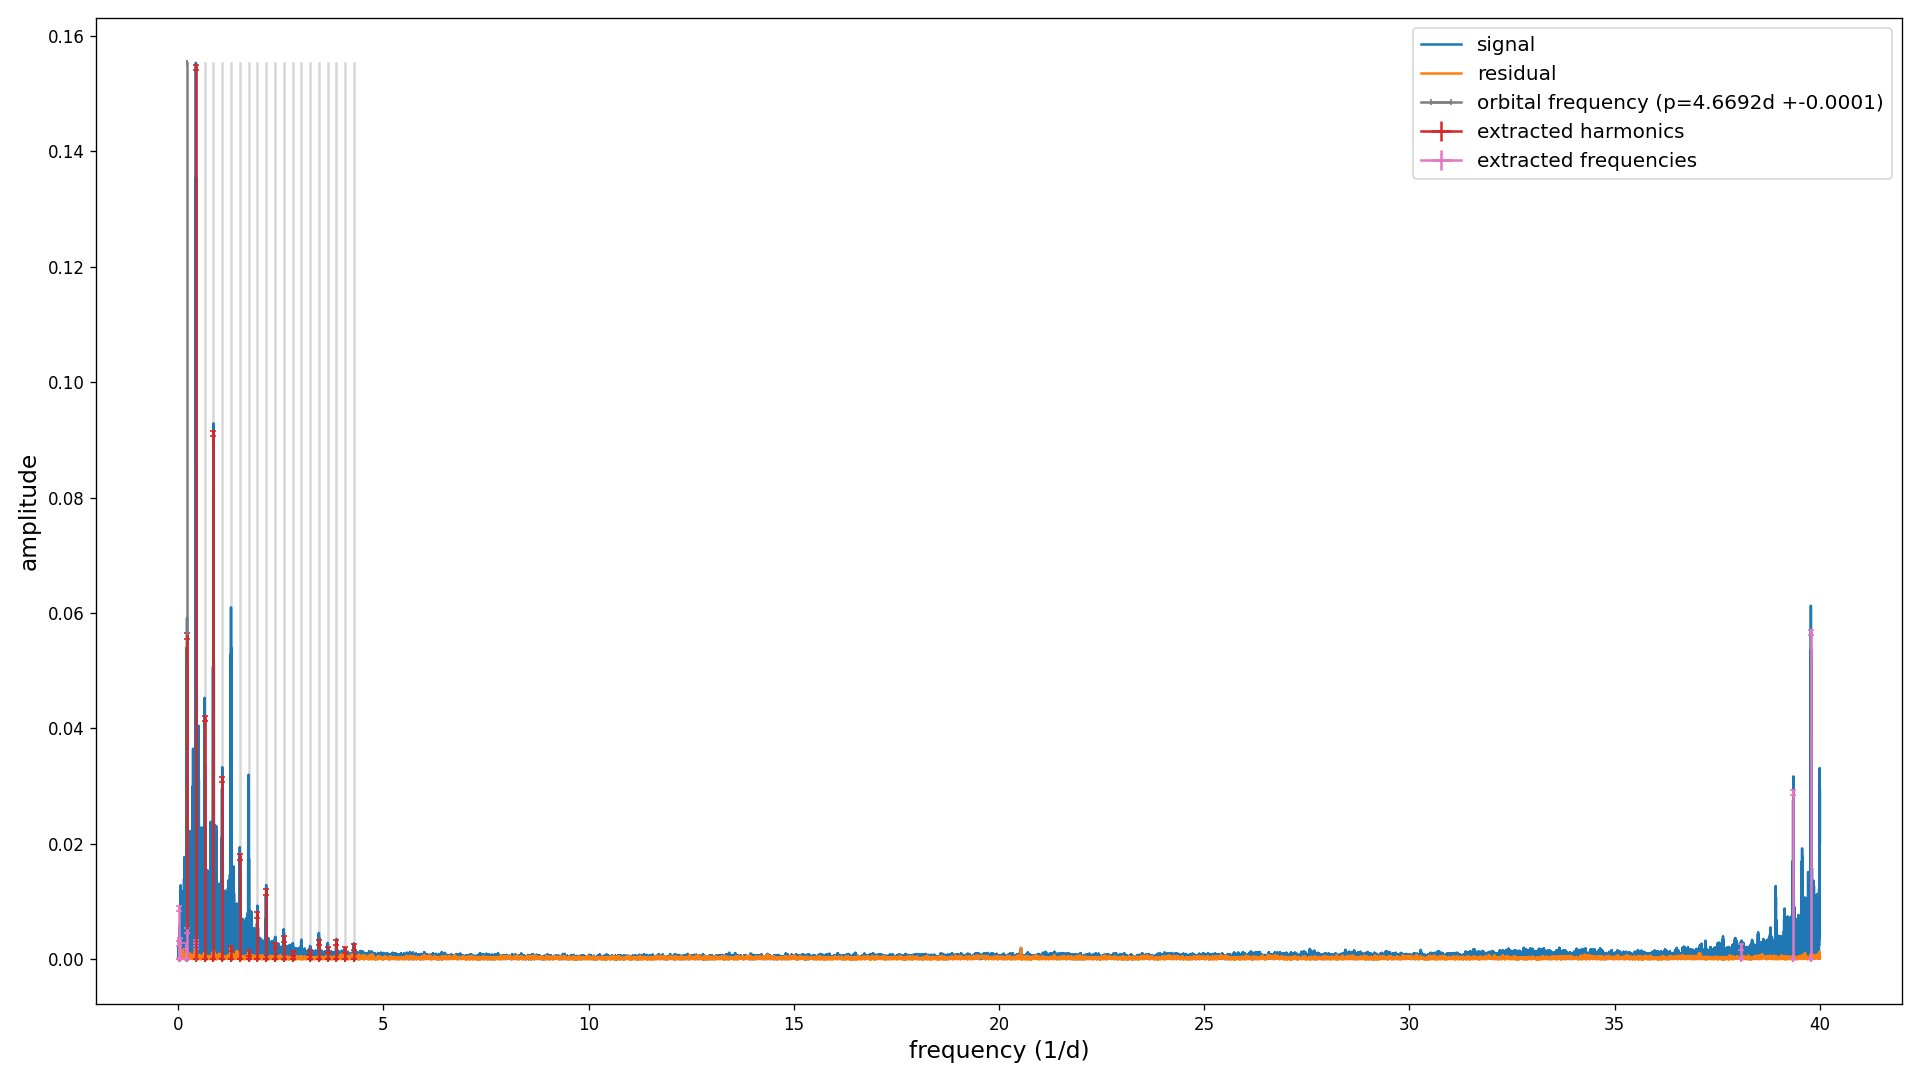 signal
residual
orbital frequency (p=4.6692d +-0.0001)
extracted harmonics
extracted frequencies
amplitude
0.16
0.14
0.12
0.10
0.08
0.06
0.04
0.02
0.00
0 5 10 15 20 25 30 35 40
frequency (1/d)